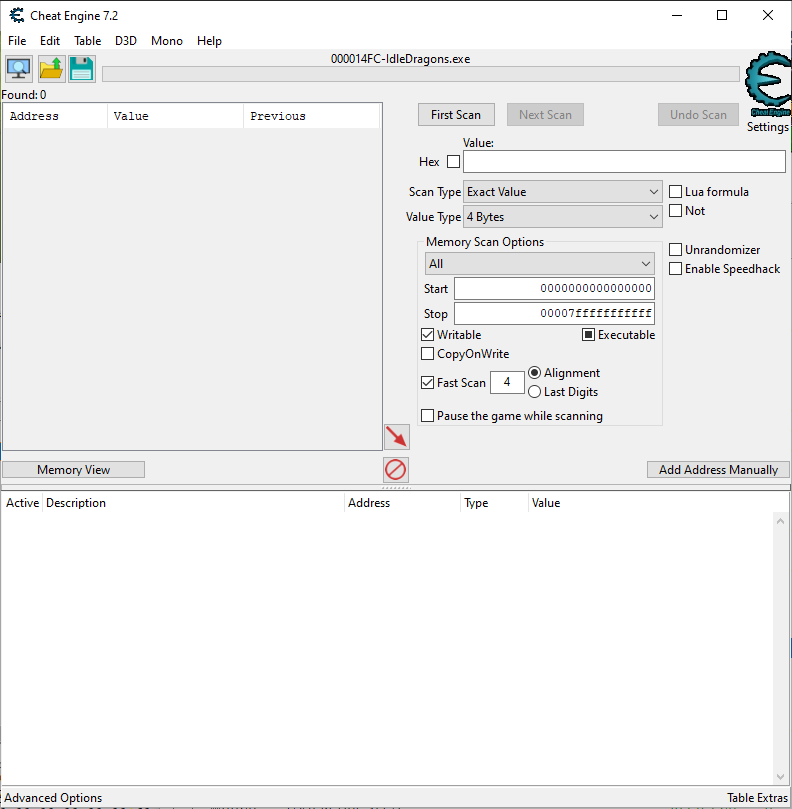 Cheat Engine 7.2
File Edit Table D3D Mono Help
000014FC-IdleDragons.exe
Found: 0
Address Value Previous
First Scan Next Scan Undo Scan
Cheat Engine
Settings
Value:
Hex
Scan Type Exact Value Lua formula
Not
Value Type 4 Bytes
Memory Scan Options
All
Unrandomizer
Enable Speedhack
Start 0000000000000000
Stop 00007fffffffffff
Writable Executable
CopyOnWrite
Fast Scan 4 Alignment
Last Digits
Pause the game while scanning
Memory View Add Address Manually
Active Description Address Type Value
Advanced Options Table Extras